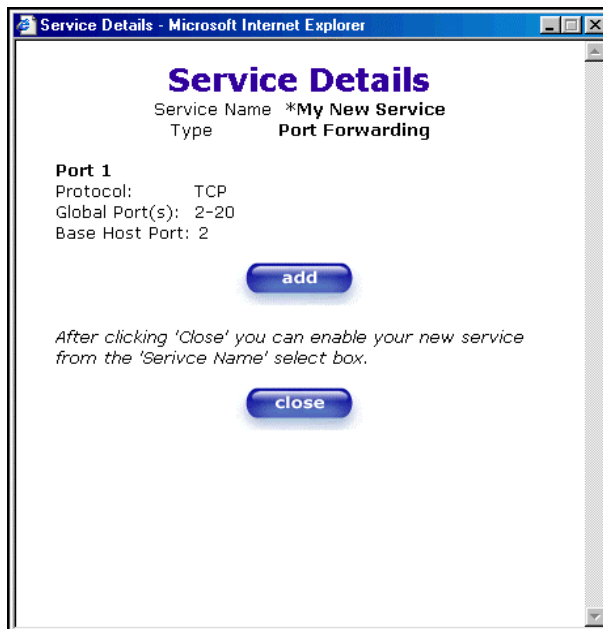 Service Details - Microsoft Internet Explorer
Service Details
Service Name *My New Service
Type Port Forwarding
Port 1
Protocol: TCP
Global Port(s): 2-20
Base Host Port: 2
add
After clicking 'Close' you can enable your new service
from the 'Serivce Name' select box.
close